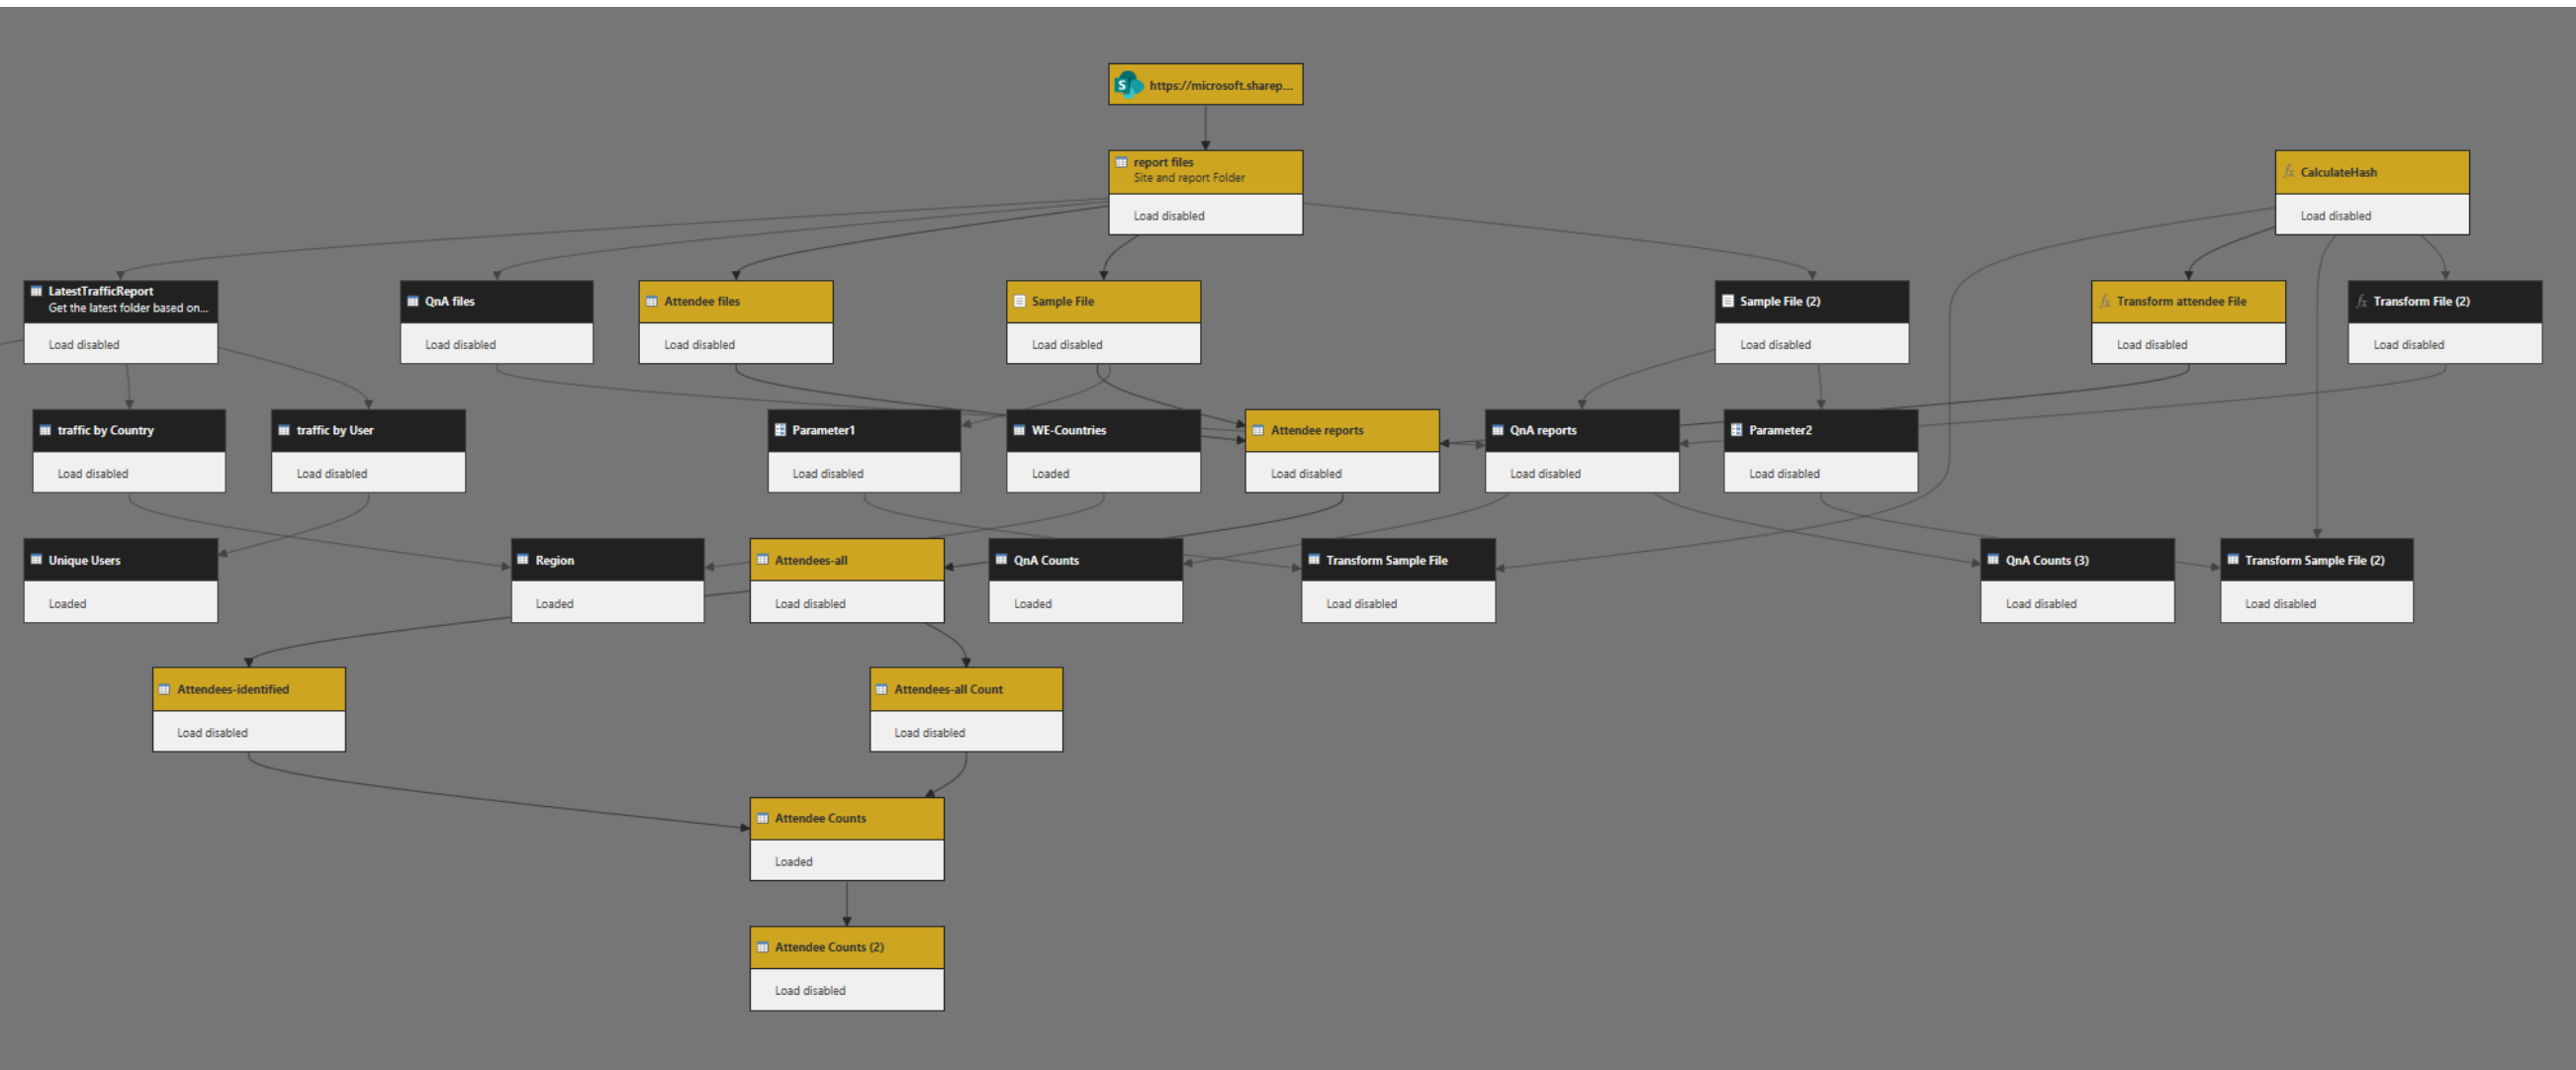 https://microsoft.sharep...
report files
Site and report Folder
Load disabled
CalculateHash
Load disabled
LatestTrafficReport
Get the latest folder based on...
Load disabled
QnA files
Load disabled
Attendee files
Load disabled
Sample File
Load disabled
Sample File (2)
Load disabled
Transform attendee File
Load disabled
Transform File (2)
Load disabled
traffic by Country
Load disabled
traffic by User
Load disabled
Parameter1
Load disabled
WE-Countries
Loaded
Attendee reports
Load disabled
QnA reports
Load disabled
Parameter2
Load disabled
Unique Users
Loaded
Region
Loaded
Attendees-all
Load disabled
QnA Counts
Loaded
Transform Sample File
Load disabled
QnA Counts (3)
Load disabled
Transform Sample File (2)
Load disabled
Attendees-identified
Load disabled
Attendees-all Count
Load disabled
Attendee Counts
Loaded
Attendee Counts (2)
Load disabled